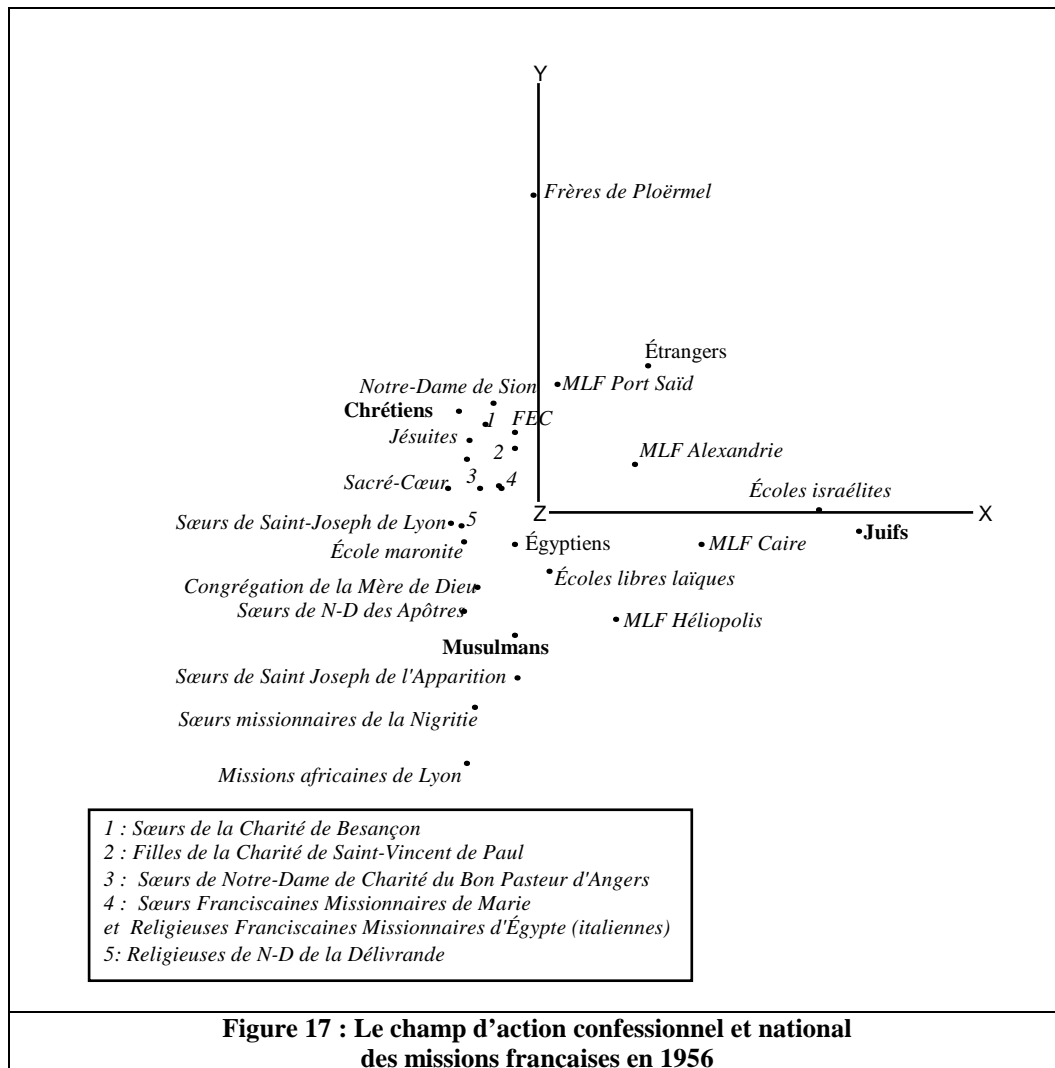 Y
Frères de Ploërmel
Étrangers
Notre-Dame de Sion
MLF Port Saïd
Chrétiens
1
FEC
Jésuites
2
MLF Alexandrie
Sacré-Cœur
3
4
Écoles israélites
Z
X
Sœurs de Saint-Joseph de Lyon
5
Juifs
École maronite
Égyptiens
MLF Caire
Écoles libres laïques
Congrégation de la Mère de Dieu
Sœurs de N-D des Apôtres
MLF Héliopolis
Musulmans
Sœurs de Saint Joseph de l'Apparition
Sœurs missionnaires de la Nigritie
Missions africaines de Lyon
1 : Sœurs de la Charité de Besançon
2 : Filles de la Charité de Saint-Vincent de Paul
3 : Sœurs de Notre-Dame de Charité du Bon Pasteur d'Angers
4 : Sœurs Franciscaines Missionnaires de Marie
et Religieuses Franciscaines Missionnaires d'Égypte (italiennes)
5: Religieuses de N-D de la Délivrande
Figure 17 : Le champ d’action confessionnel et national
des missions françaises en 1956